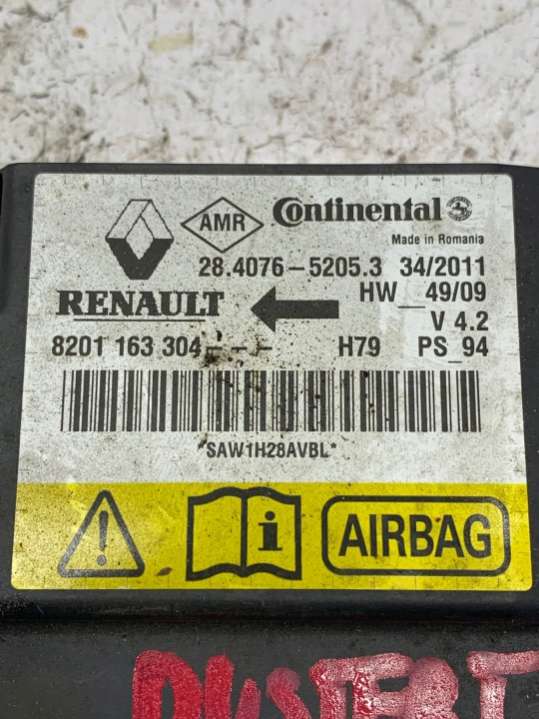 AMR Continental
Made in Romania
28.4076-5205.3 34/2011
RENAULT HW__49/09
V 4.2
8201 163 304--- H79 PS_94
*SAW1H28AVBL*
i AIRBAG